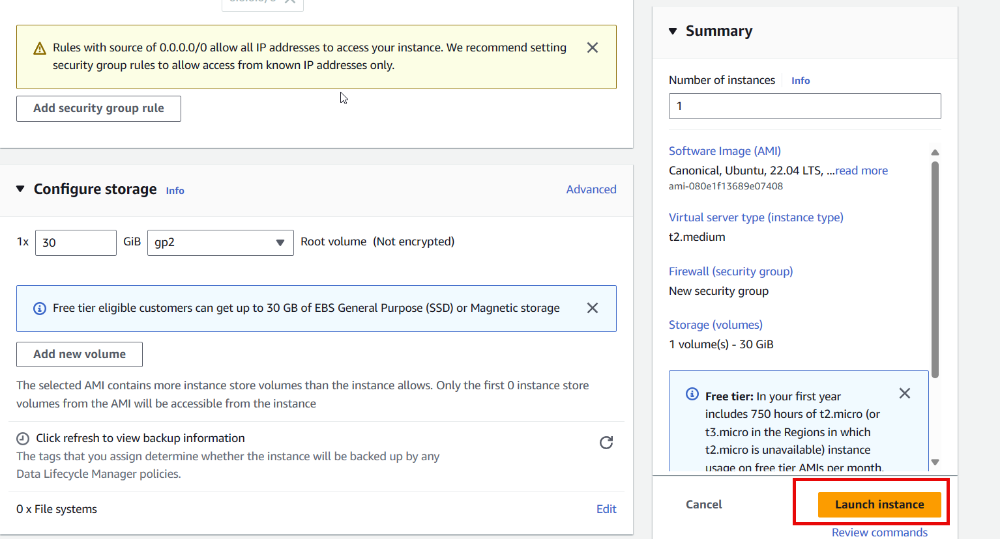 Rules with source of 0.0.0.0/0 allow all IP addresses to access your instance. We recommend setting
security group rules to allow access from known IP addresses only.
Add security group rule
Configure storage Info
Advanced
1x 30 GiB gp2 Root volume (Not encrypted)
Free tier eligible customers can get up to 30 GB of EBS General Purpose (SSD) or Magnetic storage
Add new volume
The selected AMI contains more instance store volumes than the instance allows. Only the first 0 instance store
volumes from the AMI will be accessible from the instance
Click refresh to view backup information
The tags that you assign determine whether the instance will be backed up by any
Data Lifecycle Manager policies.
0 x File systems
Edit
Summary
Number of instances Info
1
Software Image (AMI)
Canonical, Ubuntu, 22.04 LTS, ...read more
ami-080e1f13689e07408
Virtual server type (instance type)
t2.medium
Firewall (security group)
New security group
Storage (volumes)
1 volume(s) - 30 GiB
Free tier: In your first year
includes 750 hours of t2.micro (or
t3.micro in the Regions in which
t2.micro is unavailable) instance
usage on free tier AMIs per month,
Cancel
Launch instance
Review commands